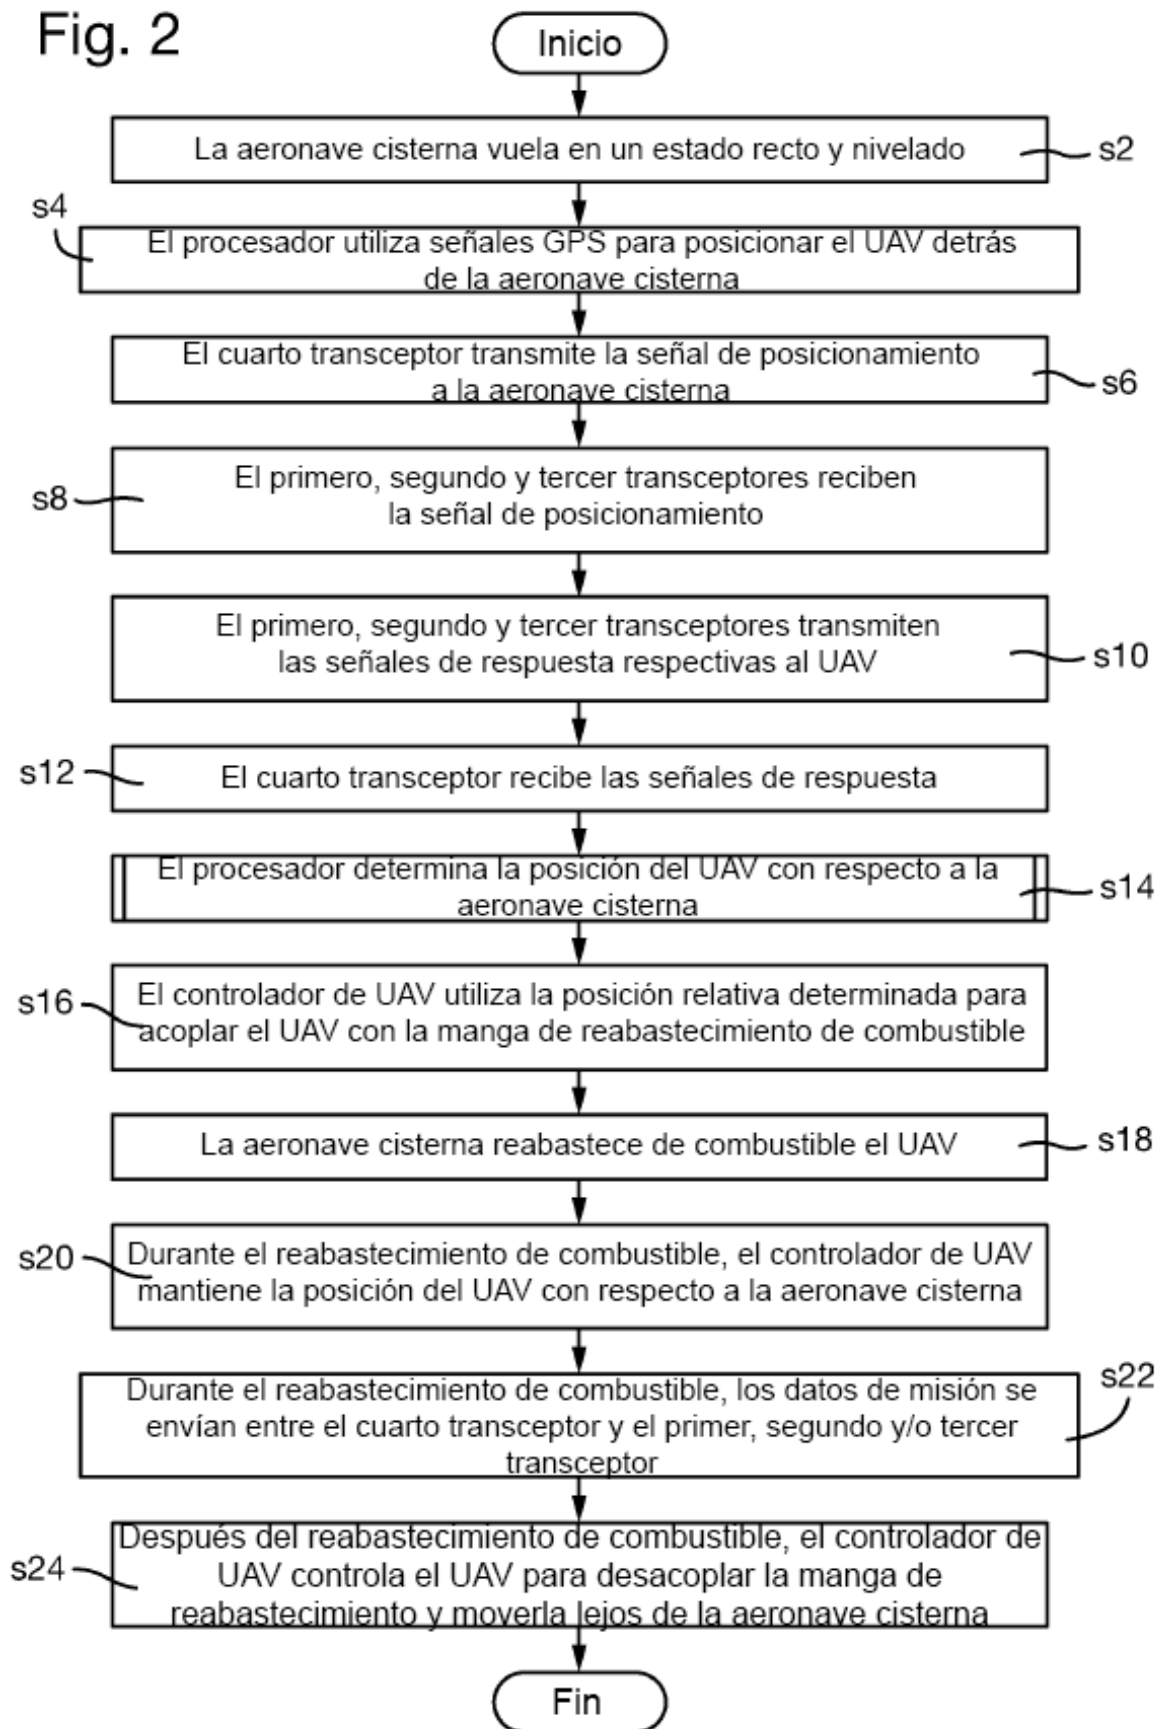 Fig. 2
Inicio
La aeronave cisterna vuela en un estado recto y nivelado
s2
s4
El procesador utiliza señales GPS para posicionar el UAV detrás
de la aeronave cisterna
El cuarto transceptor transmite la señal de posicionamiento
a la aeronave cisterna
s6
s8
El primero, segundo y tercer transceptores reciben
la señal de posicionamiento
El primero, segundo y tercer transceptores transmiten
las señales de respuesta respectivas al UAV
s10
s12
El cuarto transceptor recibe las señales de respuesta
El procesador determina la posición del UAV con respecto a la
aeronave cisterna
s14
s16
El controlador de UAV utiliza la posición relativa determinada para
acoplar el UAV con la manga de reabastecimiento de combustible
La aeronave cisterna reabastece de combustible el UAV
s18
s20
Durante el reabastecimiento de combustible, el controlador de UAV
mantiene la posición del UAV con respecto a la aeronave cisterna
Durante el reabastecimiento de combustible, los datos de misión se
envían entre el cuarto transceptor y el primer, segundo y/o tercer
transceptor
s22
s24
Después del reabastecimiento de combustible, el controlador de
UAV controla el UAV para desacoplar la manga de
reabastecimiento y moverla lejos de la aeronave cisterna
Fin